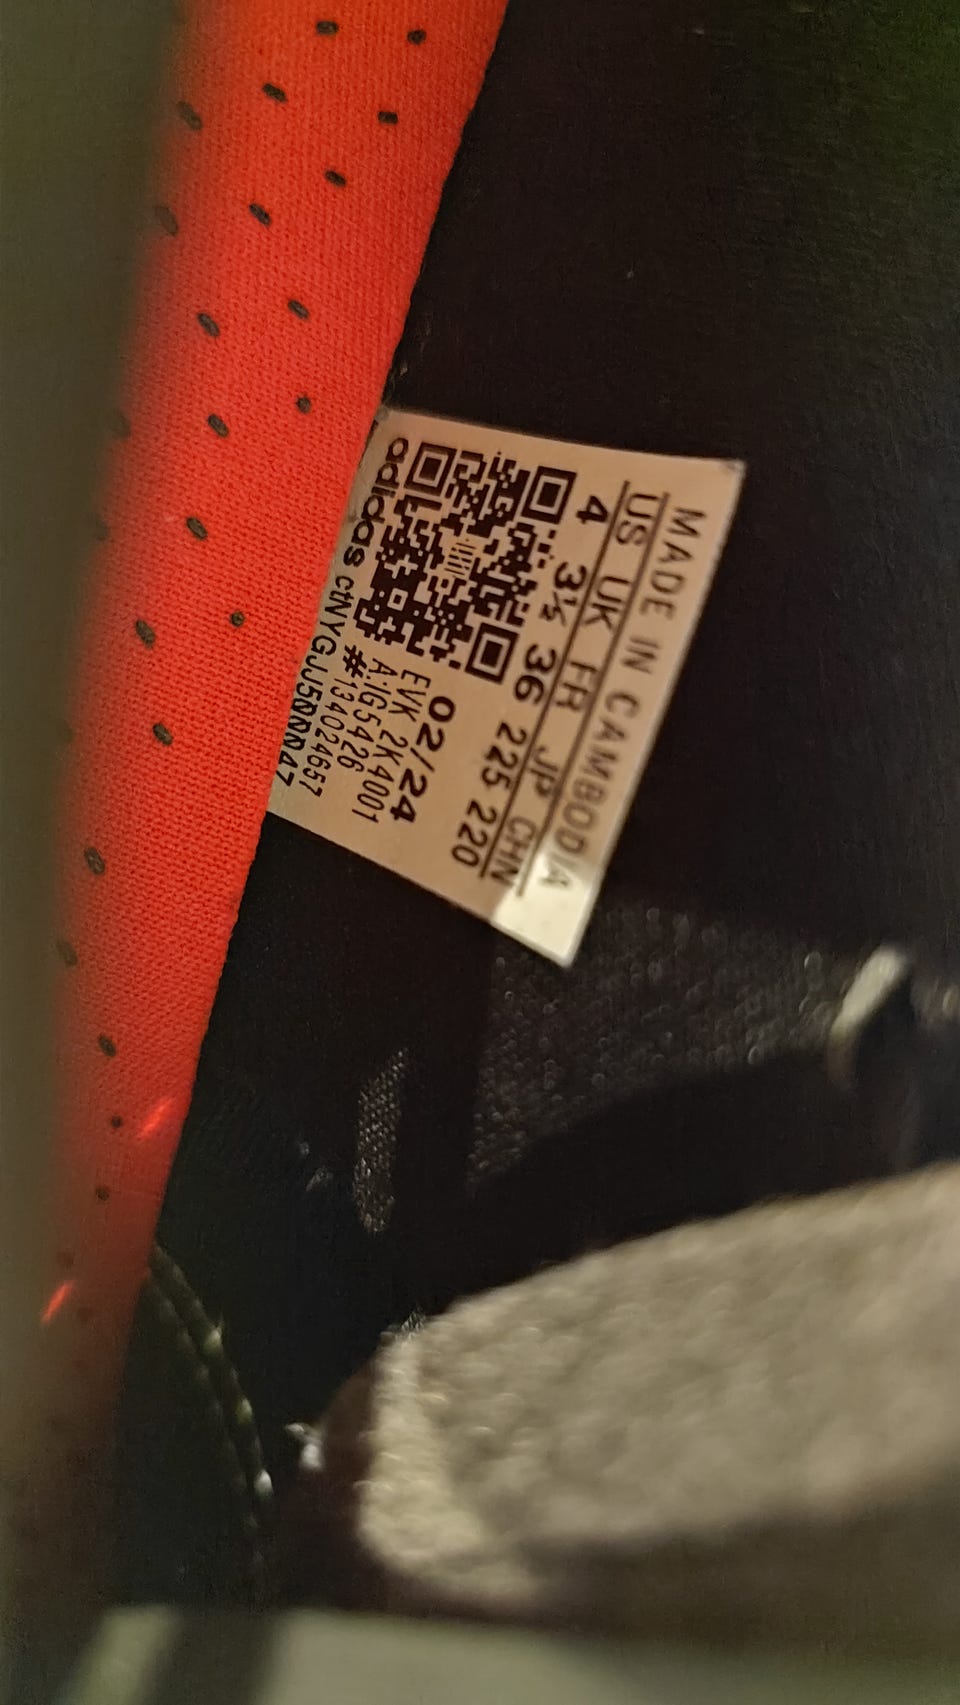 MADE IN CAMBODIA
US UK FR JP CHN
4 3½ 36 225 220
02/24
EVK 2K4001
A.IG5426
#134024657
adidas CtNYGJJ500047